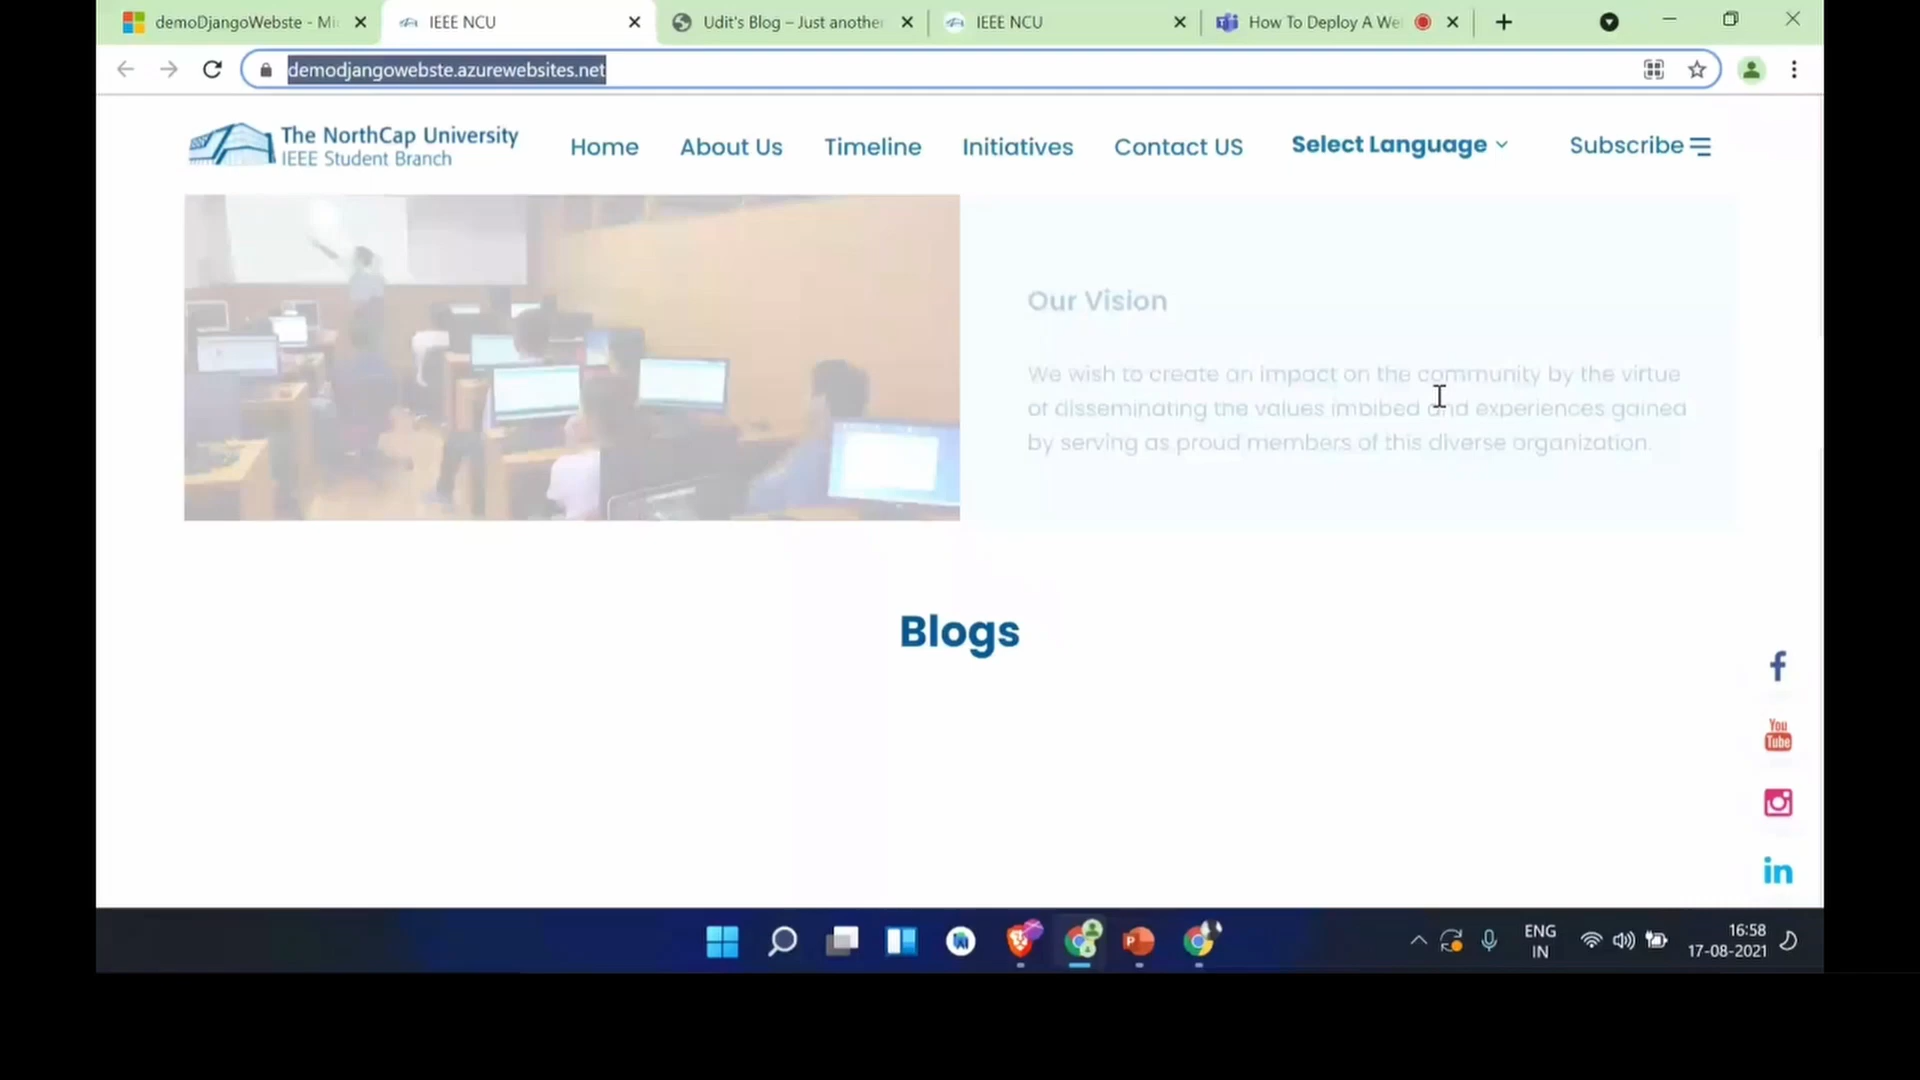 demoDjangoWebste - Mi
IEEE NCU
Udit's Blog – Just another
IEEE NCU
How To Deploy A We
demodjangowebste.azurewebsites.net
The NorthCap University
IEEE Student Branch
Home
About Us
Timeline
Initiatives
Contact US
Select Language
Subscribe
Our Vision
We wish to create an impact on the community by the virtue
of disseminating the values imbibed and experiences gained
by serving as proud members of this diverse organization.
Blogs
You
Tube
in
ENG
IN
16:58
17-08-2021